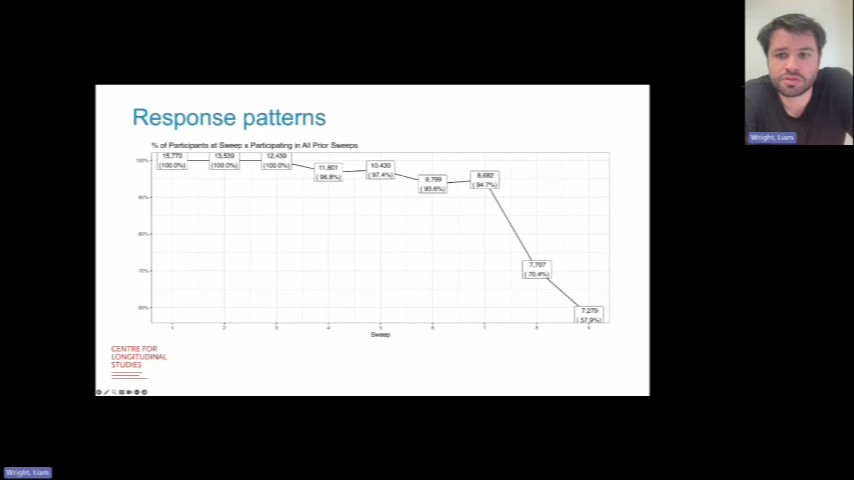 Response patterns
% of Participants at Sweep x Participating in All Prior Sweeps
15,770
(100.0%)
13,539
(100.0%)
12,439
(100.0%)
11,801
( 96.8%)
10,430
( 97.4%)
9,799
( 93.6%)
8,682
( 94.7%)
7,707
( 70.4%)
7,279
( 57.9%)
100%
90%
80%
70%
60%
1 2 3 4 5 6 7 8 9
Sweep
CENTRE FOR
LONGITUDINAL
STUDIES
Wright, Liam
Wright, Liam